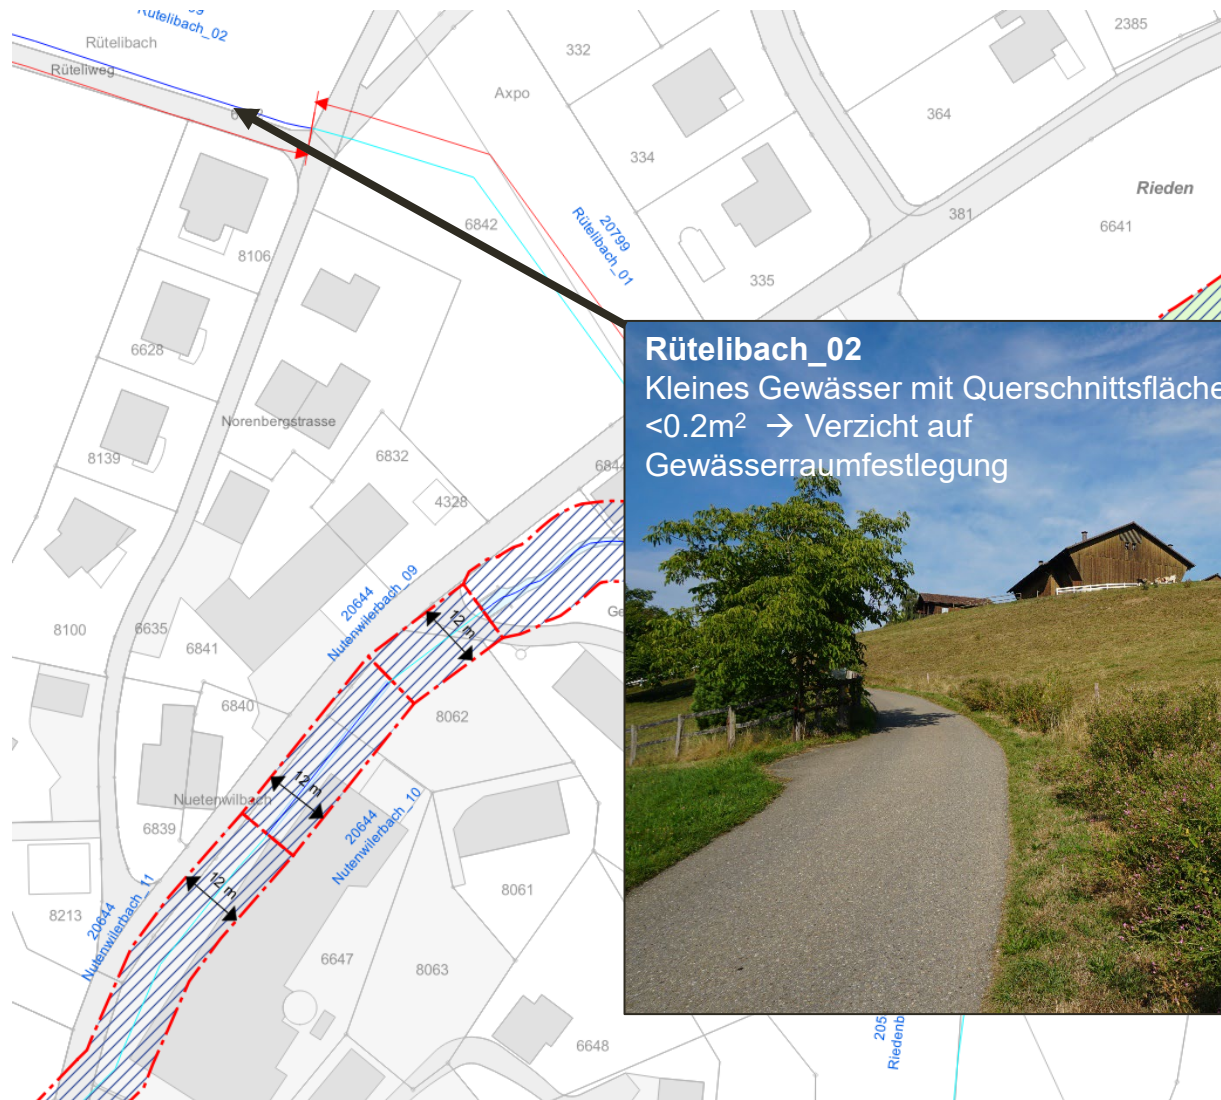 Rütelibach_02
Rütelibach
Rüteliweg
332
2385
Axpo
364
334
Rieden
381
6641
6842
20799
Rütelibach_01
8106
335
6628
Rütelibach_02
Kleines Gewässer mit Querschnittsfläche
<0.2m² → Verzicht auf
Gewässerraumfestlegung
Norenbergstrasse
8139
6832
4328
20644
Nutenwilerbach_09
12 m
8100
6635
6841
6840
8062
12 m
Nuetenwilbach
6839
20644
Nutenwilerbach_10
12 m
20644
Nutenwilerbach_11
8213
8061
6647
8063
6648